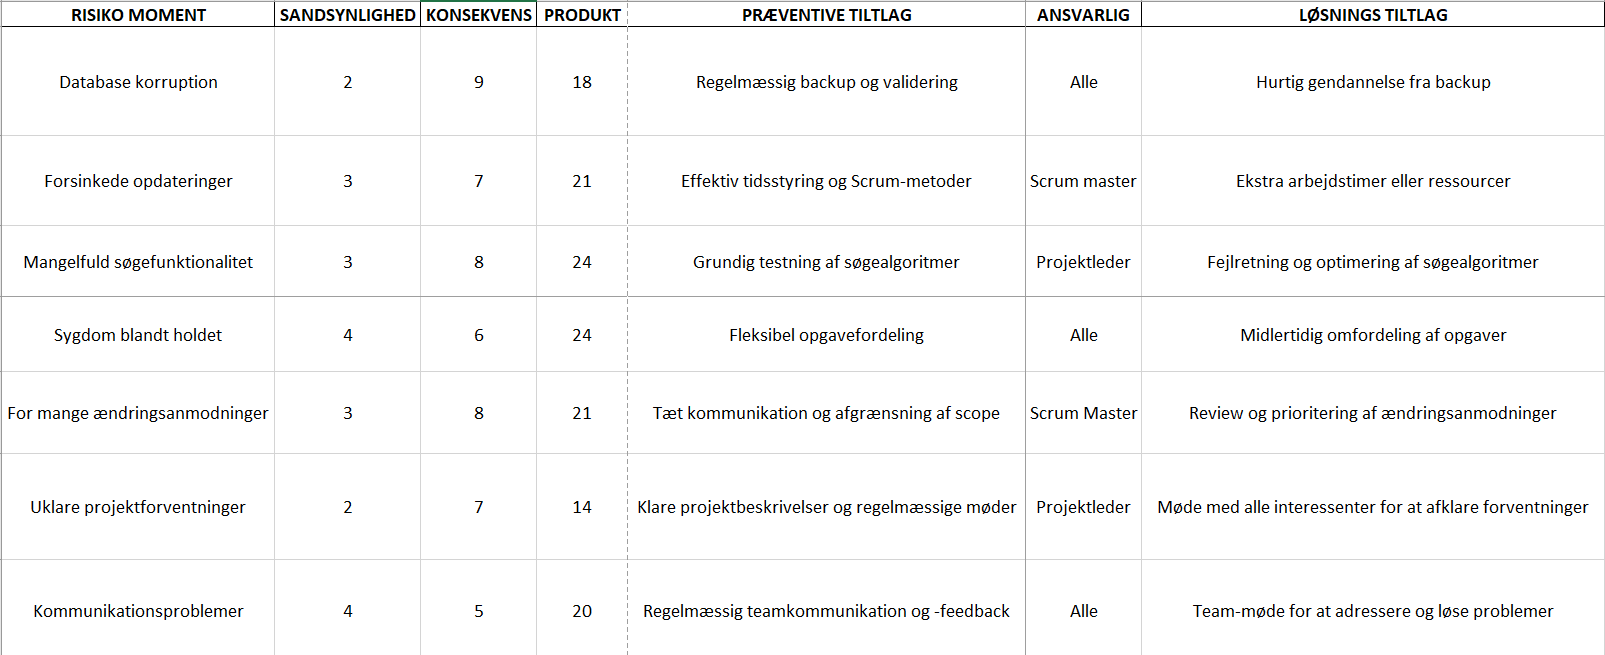 RISIKO MOMENT SANDSYNLIGHED KONSEKVENS PRODUKT PRÆVENTIVE TILTLAG ANSVARLIG LØSNINGS TILTLAG
Database korruption 2 9 18 Regelmæssig backup og validering Alle Hurtig gendannelse fra backup
Forsinkede opdateringer 3 7 21 Effektiv tidsstyring og Scrum-metoder Scrum master Ekstra arbejdstimer eller ressourcer
Mangelfuld søgefunktionalitet 3 8 24 Grundig testning af søgealgoritmer Projektleder Fejlretning og optimering af søgealgoritmer
Sygdom blandt holdet 4 6 24 Fleksibel opgavefordeling Alle Midlertidig omfordeling af opgaver
For mange ændringsanmodninger 3 8 21 Tæt kommunikation og afgrænsning af scope Scrum Master Review og prioritering af ændringsanmodninger
Uklare projektforventninger 2 7 14 Klare projektbeskrivelser og regelmæssige møder Projektleder Møde med alle interessenter for at afklare forventninger
Kommunikationsproblemer 4 5 20 Regelmæssig teamkommunikation og -feedback Alle Team-møde for at adressere og løse problemer